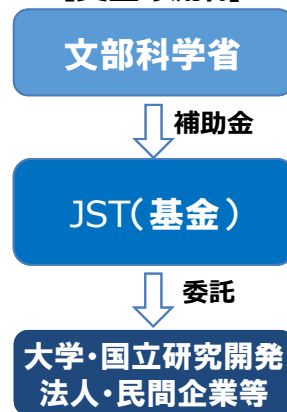 文部科学省
補助金
JST(基金)
委託
大学・国立研究開発
法人・民間企業等